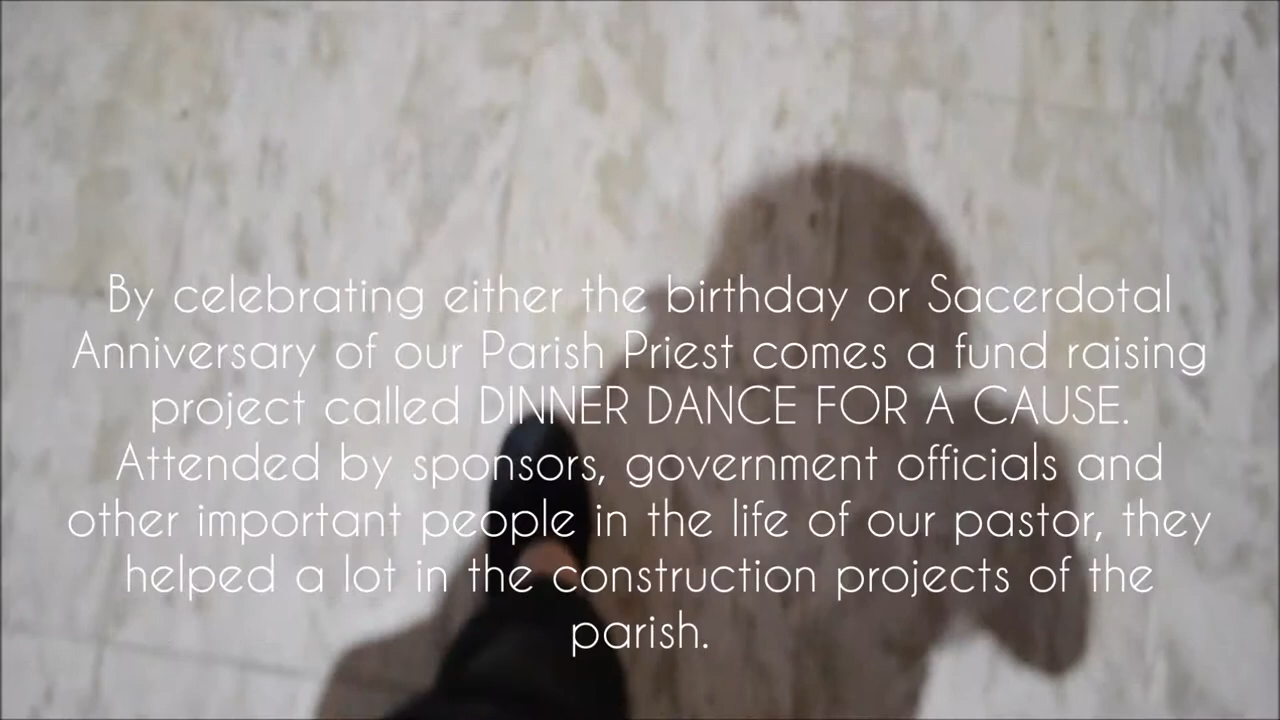 By celebrating either the birthday or Sacerdotal
Anniversary of our Parish Priest comes a fund raising
project called DINNER DANCE FOR A CAUSE.
Attended by sponsors, government officials and
other important people in the life of our pastor, they
helped a lot in the construction projects of the
parish.